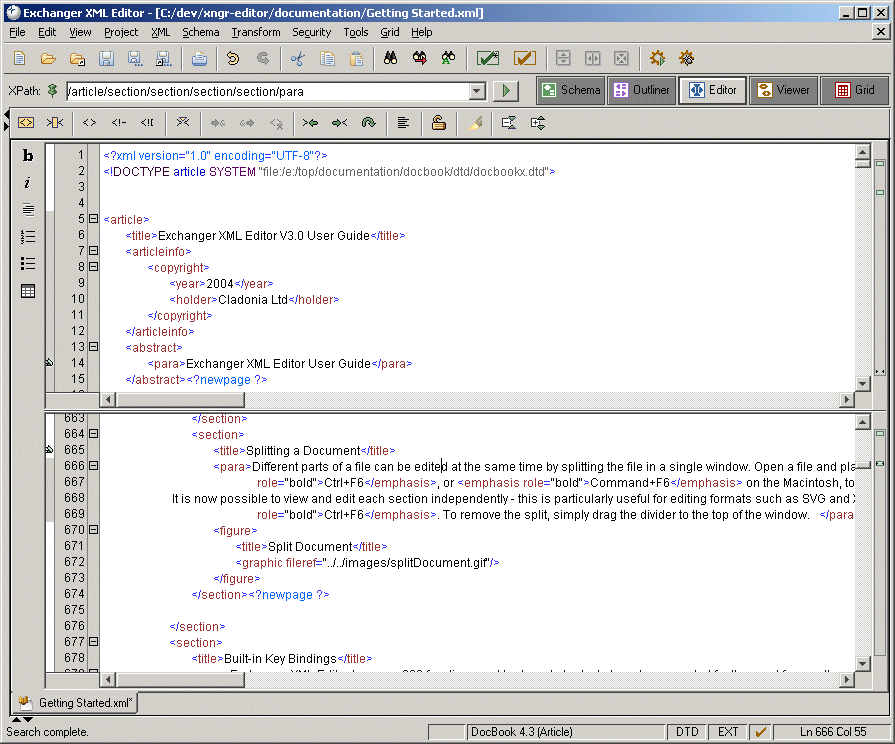 Exchanger XML Editor - [C:/dev/xngr-editor/documentation/Getting Started.xml]
File Edit View Project XML Schema Transform Security Tools Grid Help
XPath: /article/section/section/section/section/para Schema Outliner Editor Viewer Grid
b
i
1 <?xml version="1.0" encoding="UTF-8"?>
2 <!DOCTYPE article SYSTEM "file:/e:/top/documentation/docbook/dtd/docbookx.dtd">
3
4
5 <article>
6 <title>Exchanger XML Editor V3.0 User Guide</title>
7 <articleinfo>
8 <copyright>
9 <year>2004</year>
10 <holder>Cladonia Ltd</holder>
11 </copyright>
12 </articleinfo>
13 <abstract>
14 <para>Exchanger XML Editor User Guide</para>
15 </abstract><?newpage ?>
663 </section>
664 <section>
665 <title>Splitting a Document</title>
666 <para>Different parts of a file can be edited at the same time by splitting the file in a single window. Open a file and pla
667 role="bold">Ctrl+F6</emphasis>, or <emphasis role="bold">Command+F6</emphasis> on the Macintosh, to
668 It is now possible to view and edit each section independently - this is particularly useful for editing formats such as SVG and X
669 role="bold">Ctrl+F6</emphasis>. To remove the split, simply drag the divider to the top of the window. </para
670 <figure>
671 <title>Split Document</title>
672 <graphic fileref="../../images/splitDocument.gif"/>
673 </figure>
674 </section><?newpage ?>
675
676 </section>
677 <section>
678 <title>Built-in Key Bindings</title>
Getting Started.xml*
Search complete. DocBook 4.3 (Article) DTD EXT Ln 666 Col 55